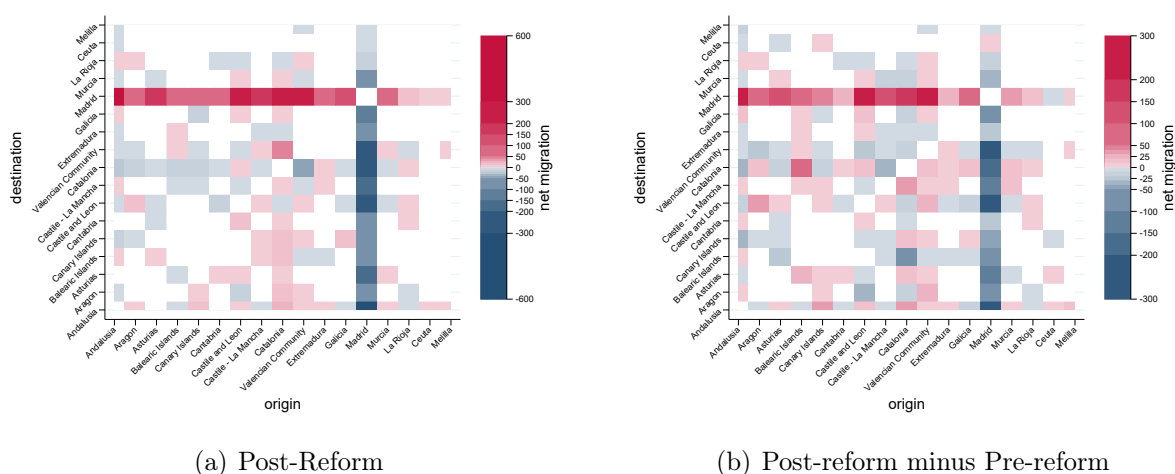 Melilla
Ceuta
La Rioja
Murcia
Madrid
Galicia
Extremadura
Valencian Community
Catalonia
Castile - La Mancha
Castile and Leon
Cantabria
Canary Islands
Balearic Islands
Asturias
Aragon
Andalusia
destination
Andalusia
Aragon
Asturias
Balearic Islands
Canary Islands
Cantabria
Castile and Leon
Castile - La Mancha
Catalonia
Valencian Community
Extremadura
Galicia
Madrid
Murcia
La Rioja
Ceuta
Melilla
origin
600
300
200
150
100
50
15
0
-15
-50
-100
-150
-200
-300
-600
net migration
(a) Post-Reform
Melilla
Ceuta
La Rioja
Murcia
Madrid
Galicia
Extremadura
Valencian Community
Catalonia
Castile - La Mancha
Castile and Leon
Cantabria
Canary Islands
Balearic Islands
Asturias
Aragon
Andalusia
destination
Andalusia
Aragon
Asturias
Balearic Islands
Canary Islands
Cantabria
Castile and Leon
Castile - La Mancha
Catalonia
Valencian Community
Extremadura
Galicia
Madrid
Murcia
La Rioja
Ceuta
Melilla
origin
300
200
150
100
50
35
25
10
0
-10
-25
-35
-50
-100
-150
-200
-300
net migration
(b) Post-reform minus Pre-reform